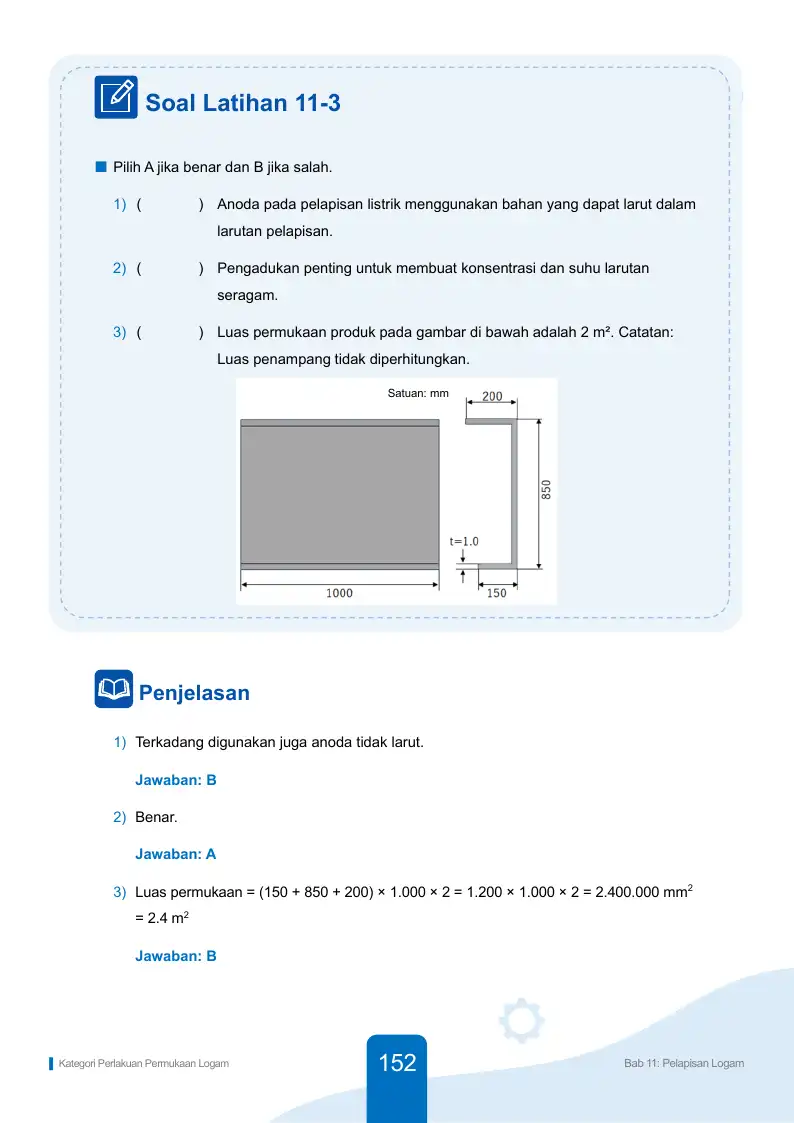 Soal Latihan 11-3
■ Pilih A jika benar dan B jika salah.
1) ( ) Anoda pada pelapisan listrik menggunakan bahan yang dapat larut dalam
larutan pelapisan.
2) ( ) Pengadukan penting untuk membuat konsentrasi dan suhu larutan
seragam.
3) ( ) Luas permukaan produk pada gambar di bawah adalah 2 m². Catatan:
Luas penampang tidak diperhitungkan.
Satuan: mm
200
850
t=1.0
1000
150
Penjelasan
1) Terkadang digunakan juga anoda tidak larut.
Jawaban: B
2) Benar.
Jawaban: A
3) Luas permukaan = (150 + 850 + 200) × 1.000 × 2 = 1.200 × 1.000 × 2 = 2.400.000 mm²
= 2.4 m²
Jawaban: B
Kategori Perlakuan Permukaan Logam
152
Bab 11: Pelapisan Logam